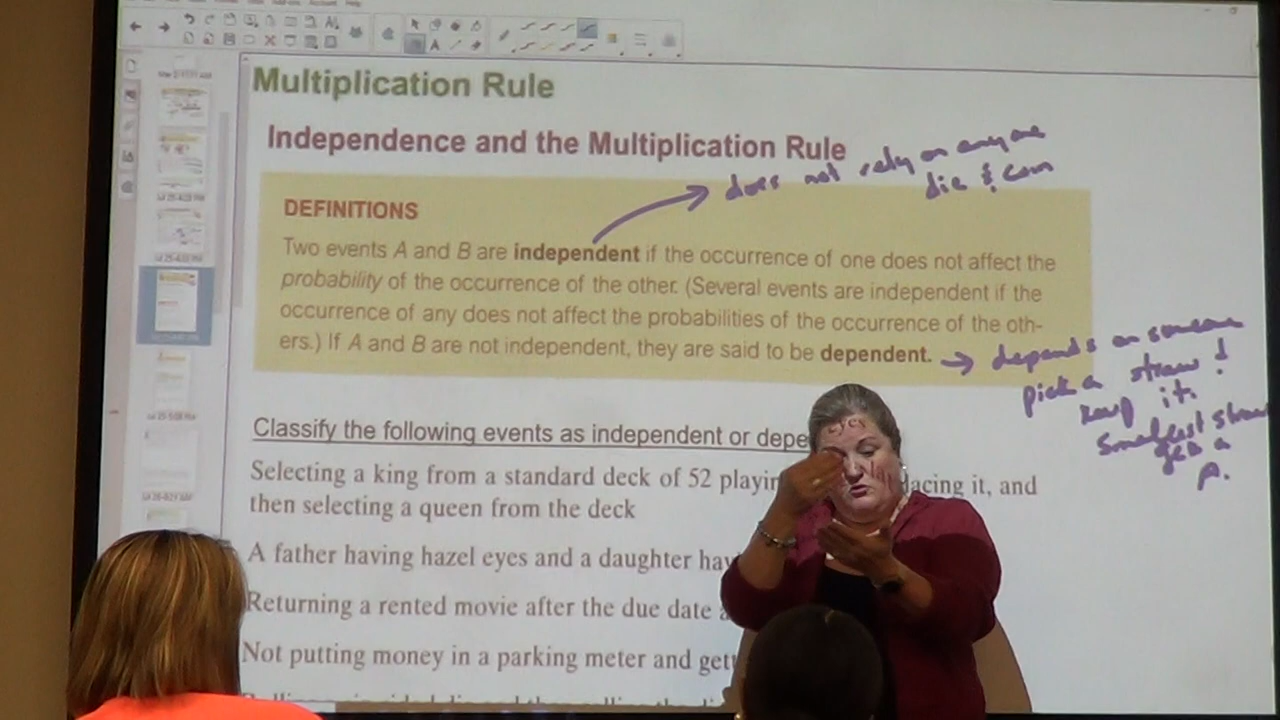 Multiplication Rule
Independence and the Multiplication Rule
does not rely on anyone
die & coin
DEFINITIONS
Two events A and B are independent if the occurrence of one does not affect the
probability of the occurrence of the other. (Several events are independent if the
occurrence of any does not affect the probabilities of the occurrence of the oth-
ers.) If A and B are not independent, they are said to be dependent.
depends on someone
pick a straw &
keep it.
smallest straw
gets a
Classify the following events as independent or depe
Selecting a king from a standard deck of 52 playin lacing it, and
then selecting a queen from the deck
A father having hazel eyes and a daughter hav
Returning a rented movie after the due date a
Not putting money in a parking meter and gett